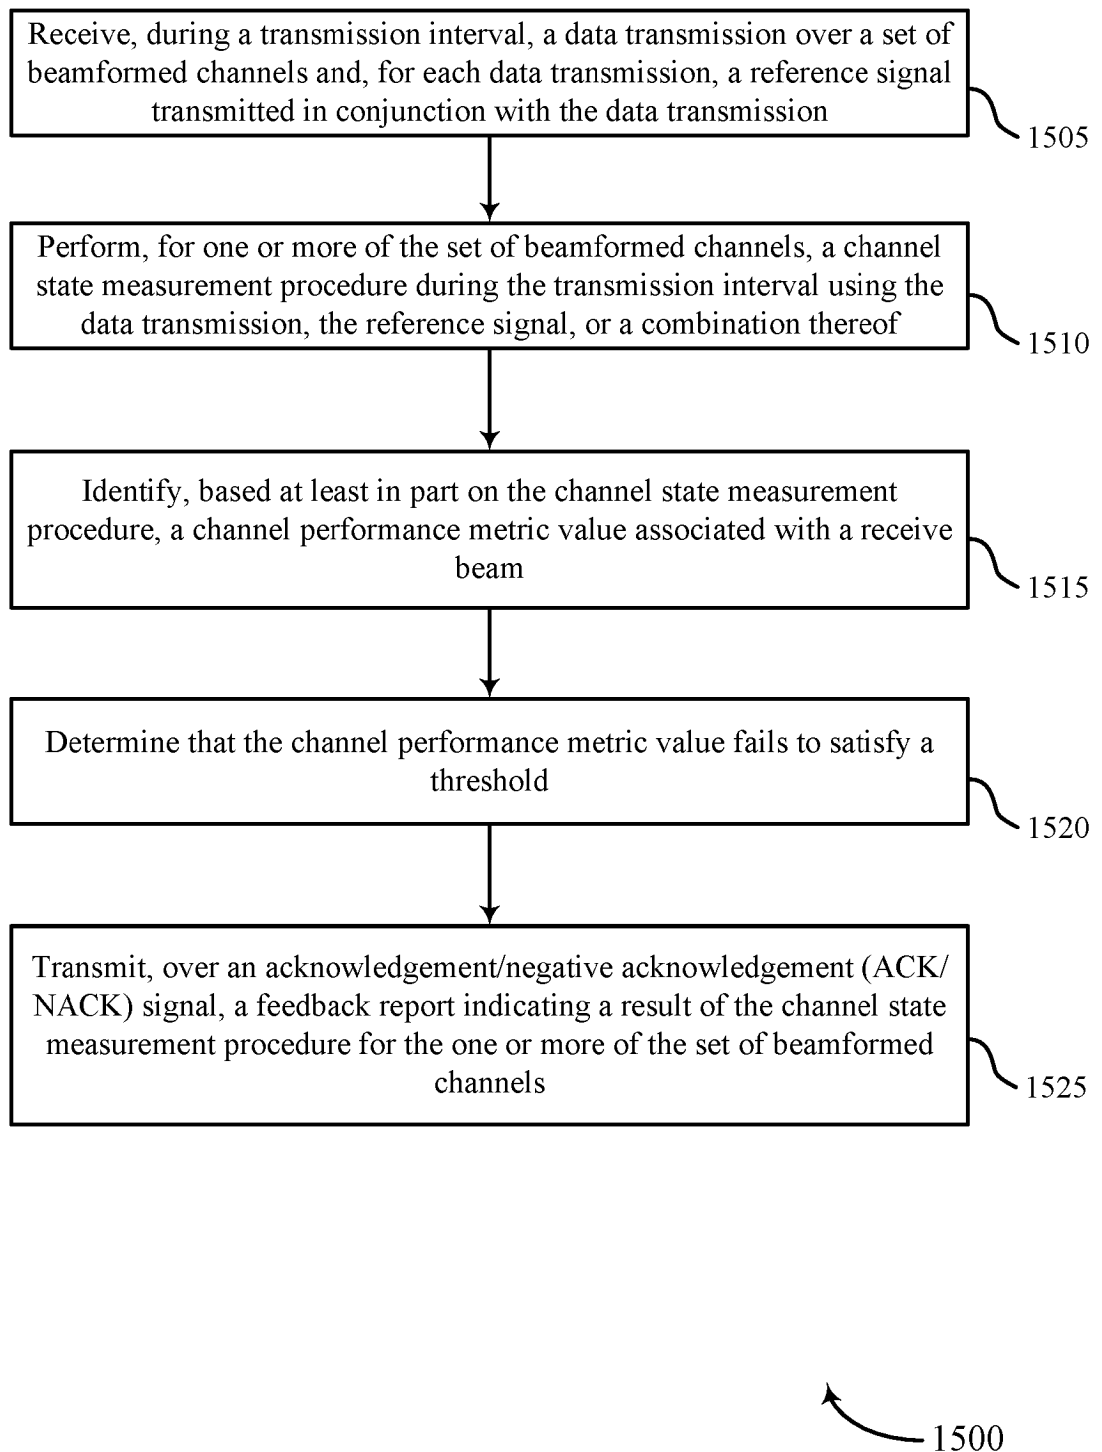 Receive, during a transmission interval, a data transmission over a set of
beamformed channels and, for each data transmission, a reference signal
transmitted in conjunction with the data transmission
1505
Perform, for one or more of the set of beamformed channels, a channel
state measurement procedure during the transmission interval using the
data transmission, the reference signal, or a combination thereof
1510
Identify, based at least in part on the channel state measurement
procedure, a channel performance metric value associated with a receive
beam
1515
Determine that the channel performance metric value fails to satisfy a
threshold
1520
Transmit, over an acknowledgement/negative acknowledgement (ACK/
NACK) signal, a feedback report indicating a result of the channel state
measurement procedure for the one or more of the set of beamformed
channels
1525
1500